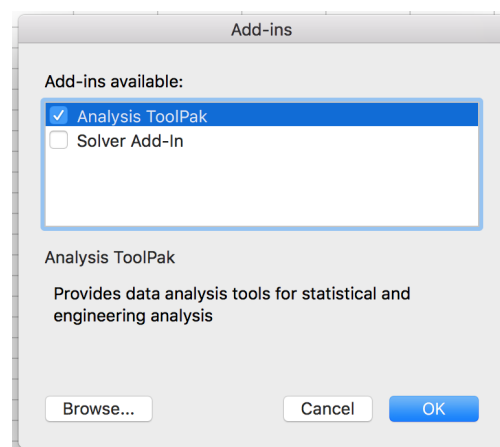 Add-ins
Add-ins available:
Analysis ToolPak
Solver Add-In
Analysis ToolPak
Provides data analysis tools for statistical and
engineering analysis
Browse... Cancel OK